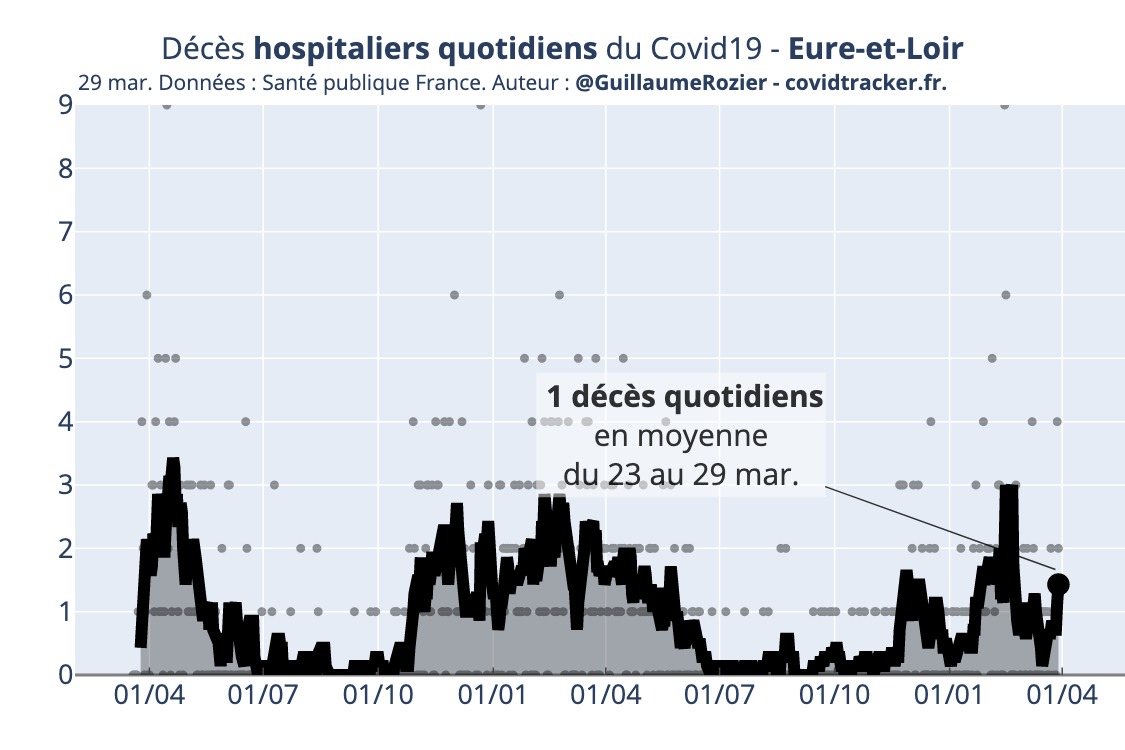 Décès hospitaliers quotidiens du Covid19 - Eure-et-Loir
29 mar. Données : Santé publique France. Auteur : @GuillaumeRozier - covidtracker.fr.
9
8
7
6
5
4
3
2
1
0
1 décès quotidiens
en moyenne
du 23 au 29 mar.
01/04 01/07 01/10 01/01 01/04 01/07 01/10 01/01 01/04